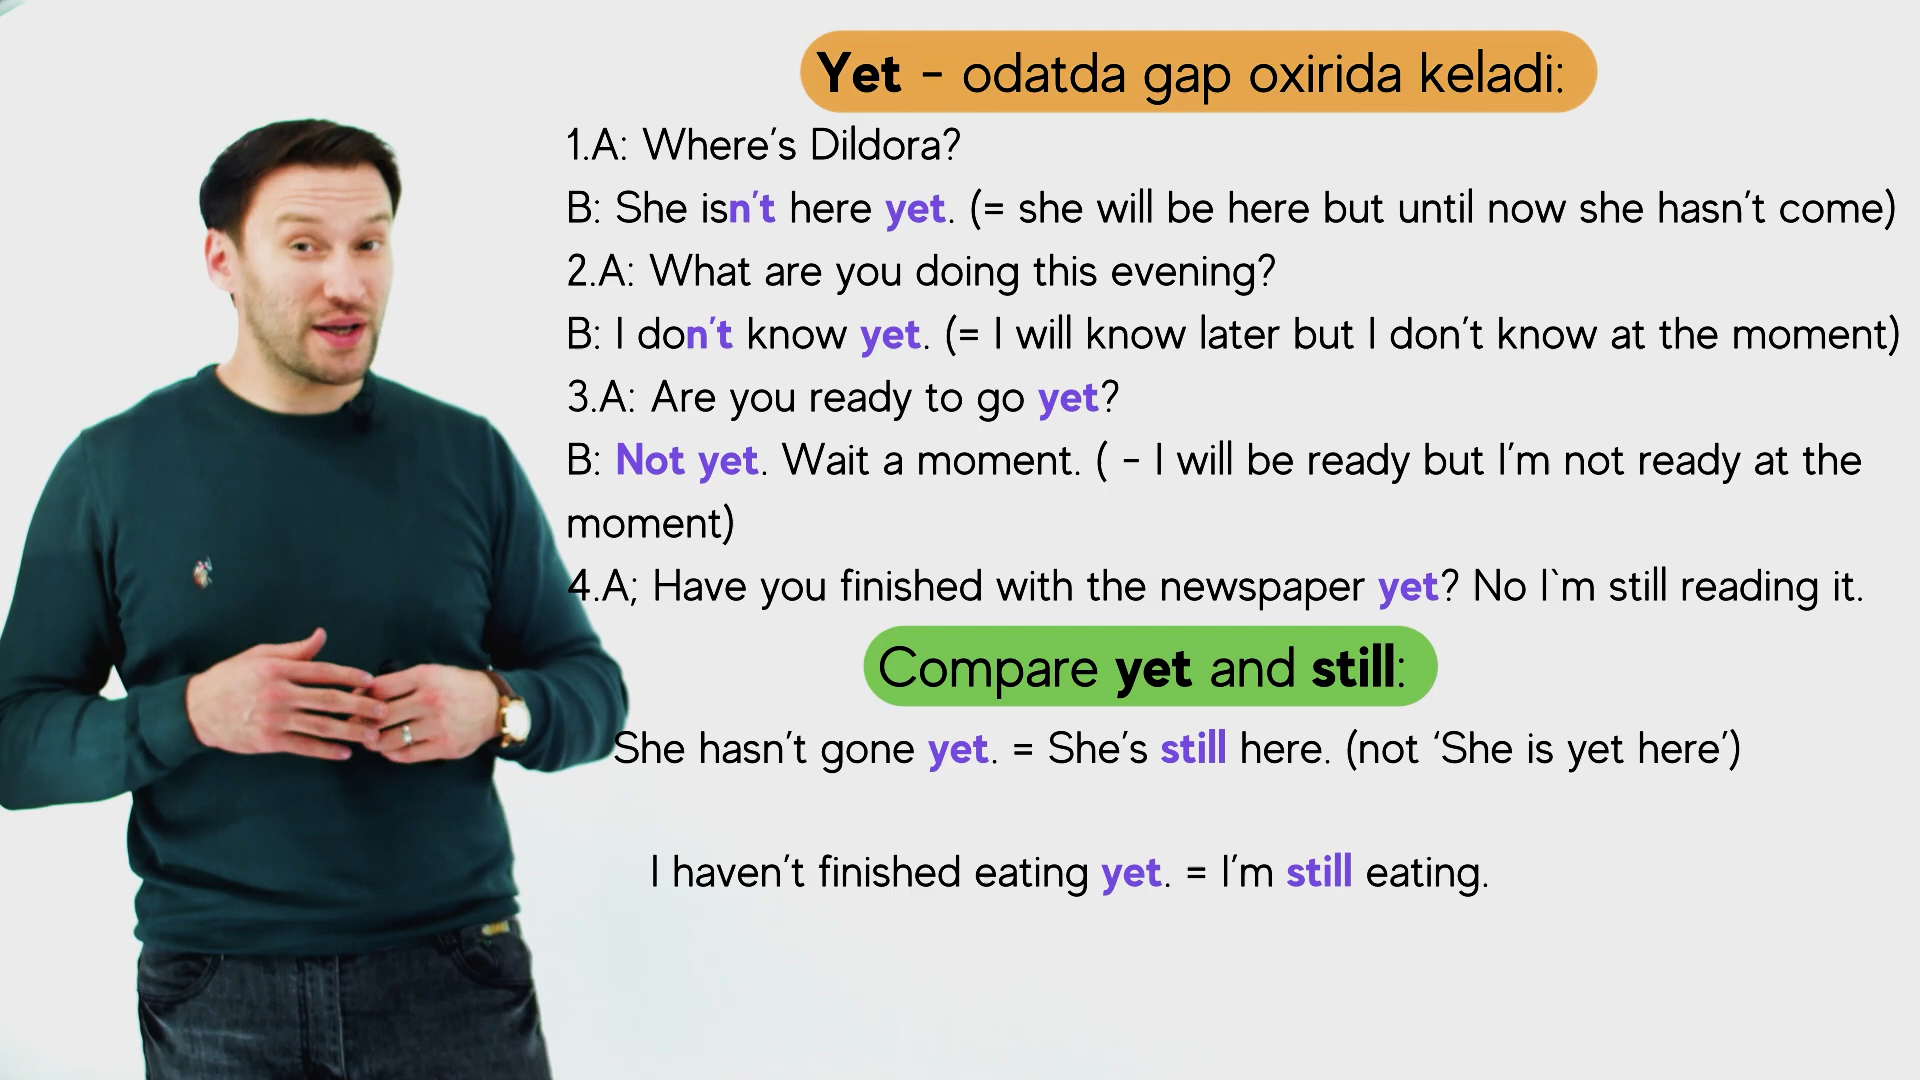 Yet - odatda gap oxirida keladi:
1.A: Where's Dildora?
B: She isn't here yet. (= she will be here but until now she hasn't come)
2.A: What are you doing this evening?
B: I don't know yet. (= I will know later but I don't know at the moment)
3.A: Are you ready to go yet?
B: Not yet. Wait a moment. ( - I will be ready but I'm not ready at the
moment)
4.A; Have you finished with the newspaper yet? No I`m still reading it.
Compare yet and still:
She hasn't gone yet. = She's still here. (not ‘She is yet here’)
I haven't finished eating yet. = I'm still eating.